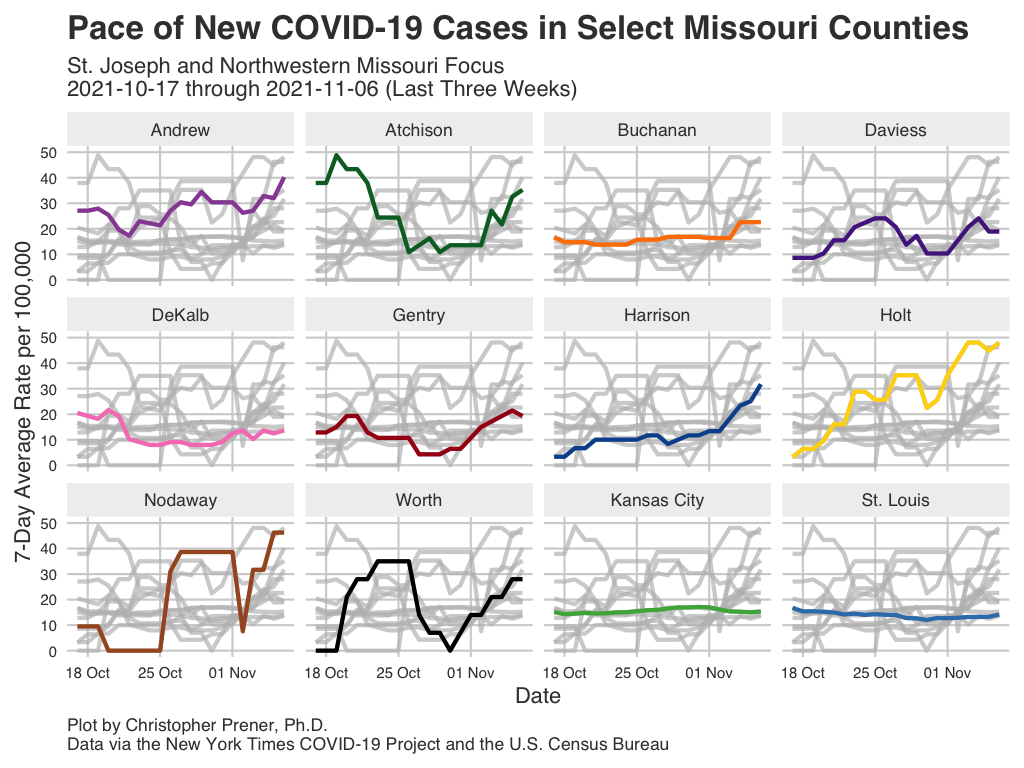 Pace of New COVID-19 Cases in Select Missouri Counties
St. Joseph and Northwestern Missouri Focus
2021-10-17 through 2021-11-06 (Last Three Weeks)
Andrew Atchison Buchanan Daviess
50
40
30
20
10
0
DeKalb Gentry Harrison Holt
50
40
30
20
10
0
Nodaway Worth Kansas City St. Louis
50
40
30
20
10
0
18 Oct 25 Oct 01 Nov 18 Oct 25 Oct 01 Nov 18 Oct 25 Oct 01 Nov 18 Oct 25 Oct 01 Nov
7-Day Average Rate per 100,000
Date
Plot by Christopher Prener, Ph.D.
Data via the New York Times COVID-19 Project and the U.S. Census Bureau